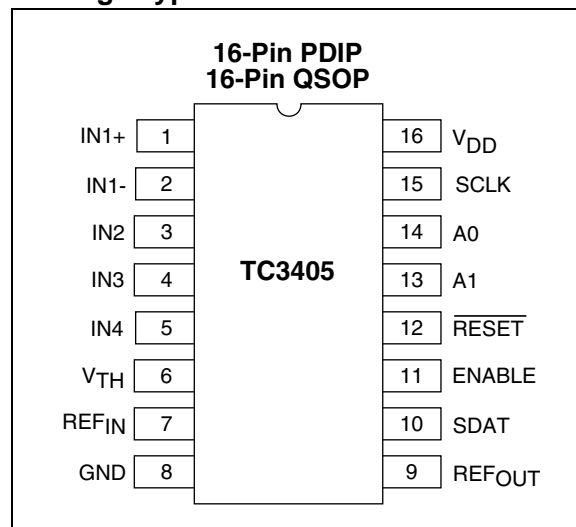 16-Pin PDIP
16-Pin QSOP
IN1+ 1 16 VDD
IN1- 2 15 SCLK
IN2 3 14 A0
IN3 4 TC3405 13 A1
IN4 5 12 RESET
VTH 6 11 ENABLE
REFIN 7 10 SDAT
GND 8 9 REFOUT